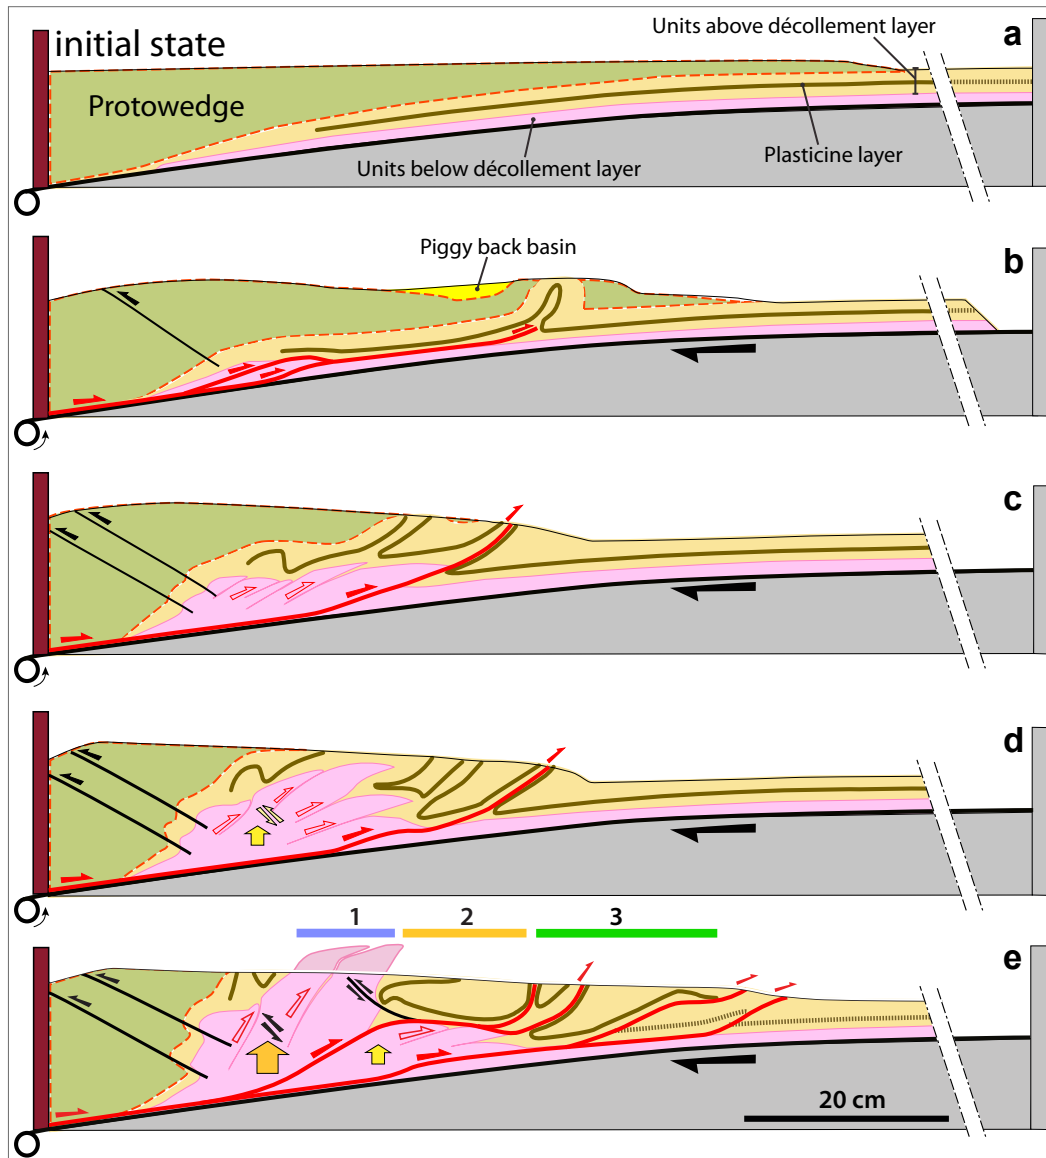 initial state
Units above décollement layer
a
Protowedge
Units below décollement layer
Plasticine layer
Piggy back basin
b
c
d
1
2
3
e
20 cm